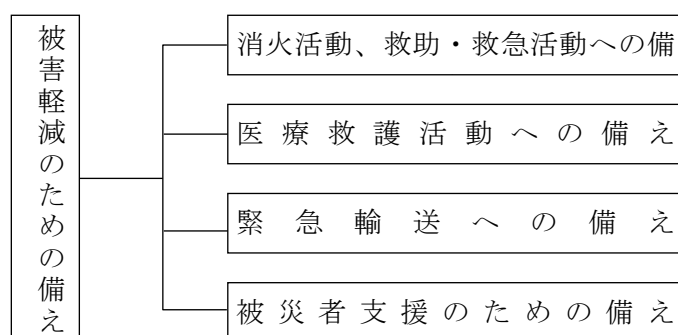 被害軽減のための備え
消火活動、救助・救急活動への備
医療救護活動への備え
緊急輸送への備え
被災者支援のための備え